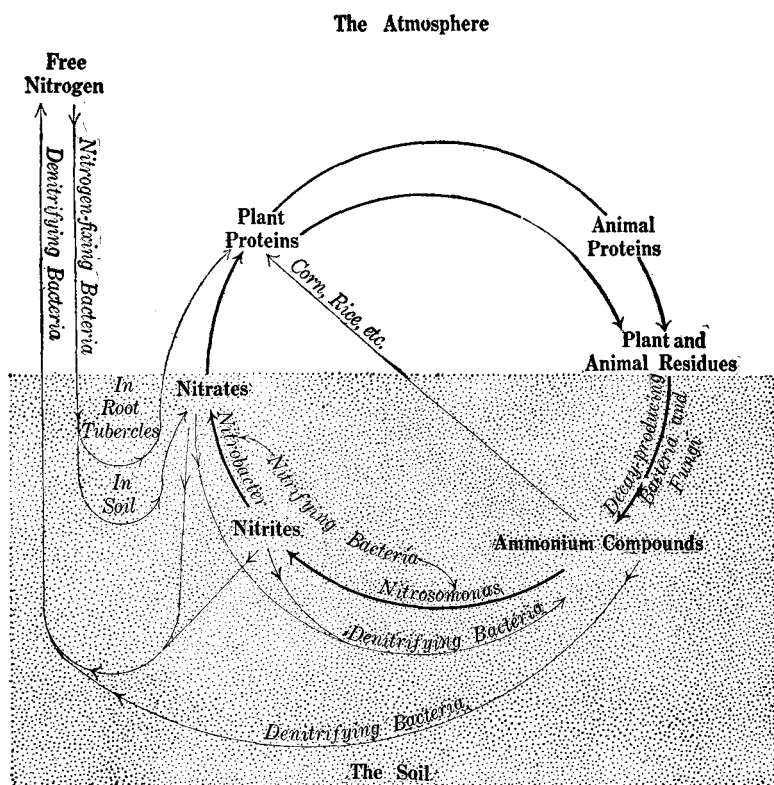 The Atmosphere
Free
Nitrogen
Denitrifying Bacteria
Nitrogen-fixing Bacteria
Plant
Proteins
Animal
Proteins
Corn, Rice, etc.
Plant and
Animal Residues
In
Root
Tubercles
In
Soil
Nitrates
Nitrobacter
Nitrifying Bacteria
Decay-producing
Bacteria and
Fungi
Nitrites
Ammonium Compounds
Nitrosomonas
Denitrifying Bacteria
Denitrifying Bacteria
The Soil